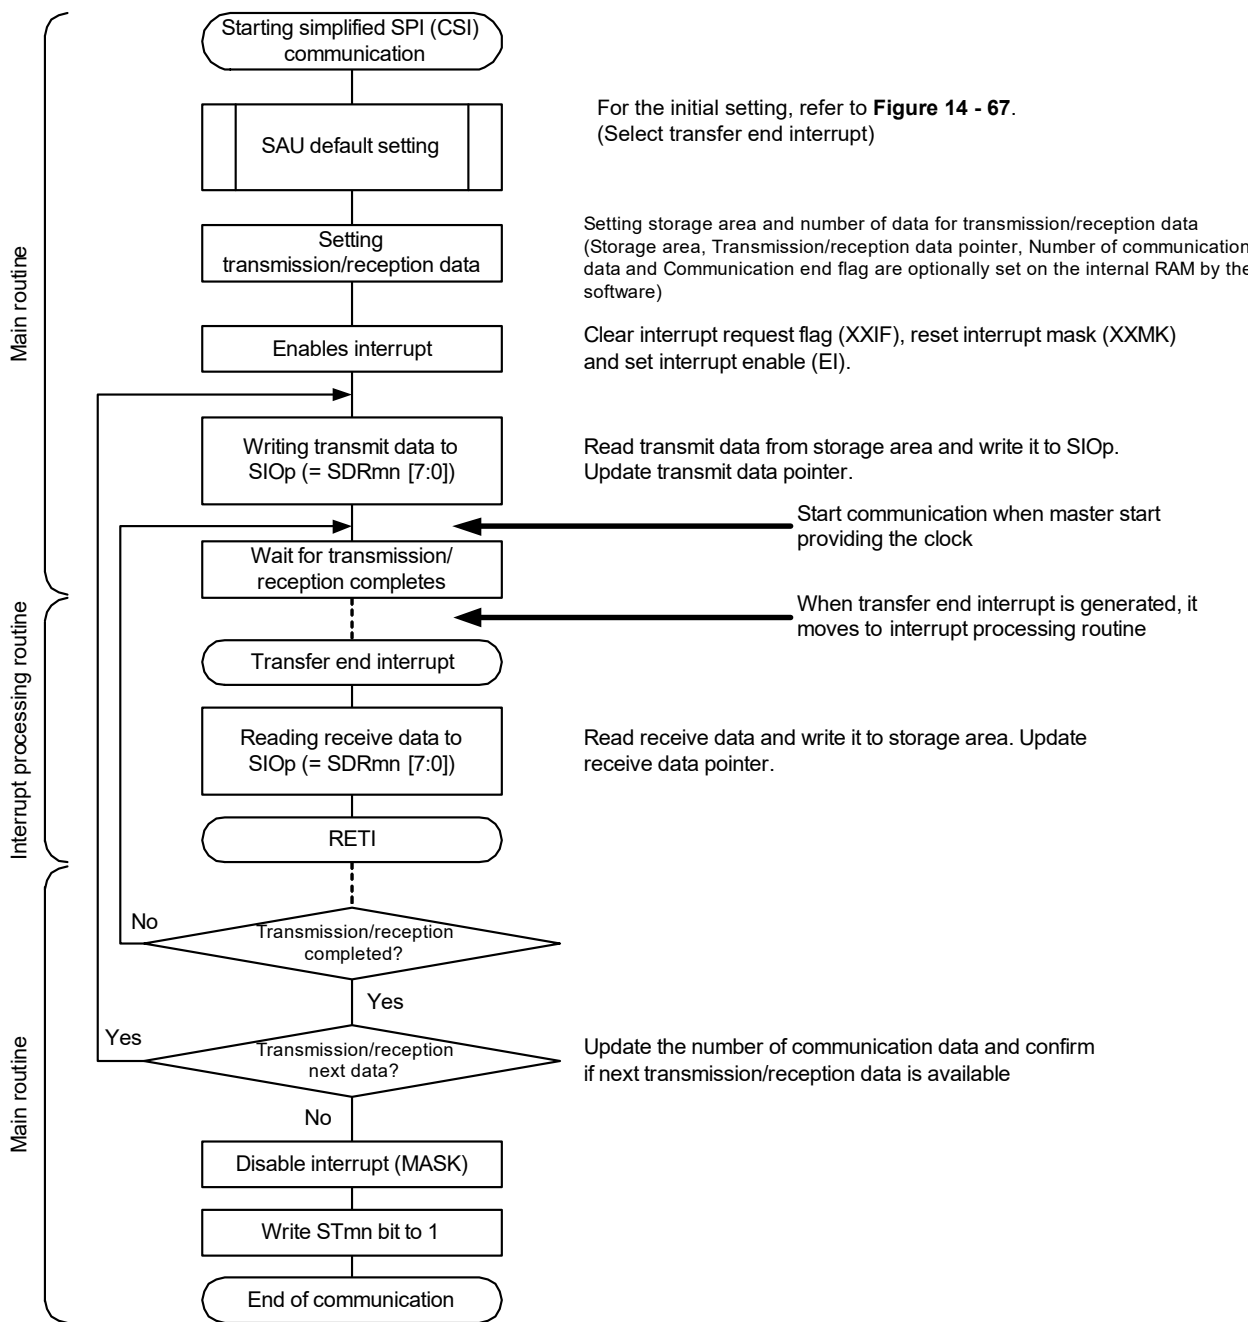 Starting simplified SPI (CSI)
communication
SAU default setting
For the initial setting, refer to Figure 14 - 67.
(Select transfer end interrupt)
Setting
transmission/reception data
Setting storage area and number of data for transmission/reception data
(Storage area, Transmission/reception data pointer, Number of communication
data and Communication end flag are optionally set on the internal RAM by the
software)
Main routine
Enables interrupt
Clear interrupt request flag (XXIF), reset interrupt mask (XXMK)
and set interrupt enable (EI).
Writing transmit data to
SIOp (= SDRmn [7:0])
Read transmit data from storage area and write it to SIOp.
Update transmit data pointer.
Start communication when master start
providing the clock
Wait for transmission/
reception completes
When transfer end interrupt is generated, it
moves to interrupt processing routine
Interrupt processing routine
Transfer end interrupt
Reading receive data to
SIOp (= SDRmn [7:0])
Read receive data and write it to storage area. Update
receive data pointer.
RETI
No
Transmission/reception
completed?
Yes
Main routine
Yes
Transmission/reception
next data?
Update the number of communication data and confirm
if next transmission/reception data is available
No
Disable interrupt (MASK)
Write STmn bit to 1
End of communication